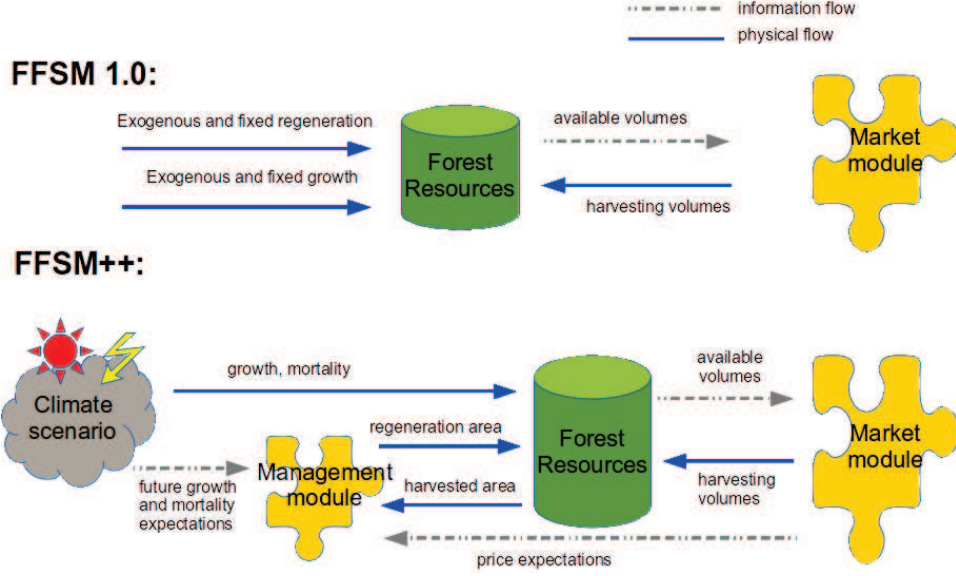 information flow
physical flow
FFSM 1.0:
Exogenous and fixed regeneration
Exogenous and fixed growth
Forest
Resources
available volumes
harvesting volumes
Market
module
FFSM++:
Climate
scenario
growth, mortality
regeneration area
harvested area
future growth
and mortality
expectations
Management
module
Forest
Resources
available
volumes
harvesting
volumes
Market
module
price expectations